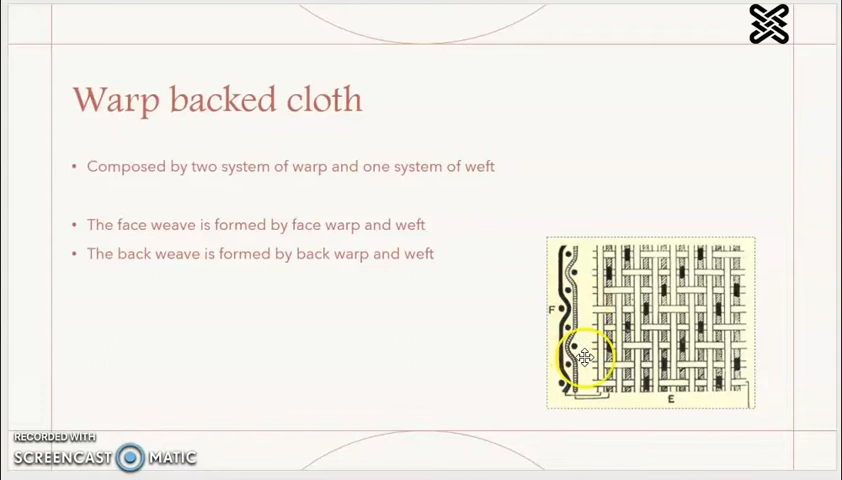 Warp backed cloth
• Composed by two system of warp and one system of weft
• The face weave is formed by face warp and weft
• The back weave is formed by back warp and weft
F
E
RECORDED WITH
SCREENCAST MATIC